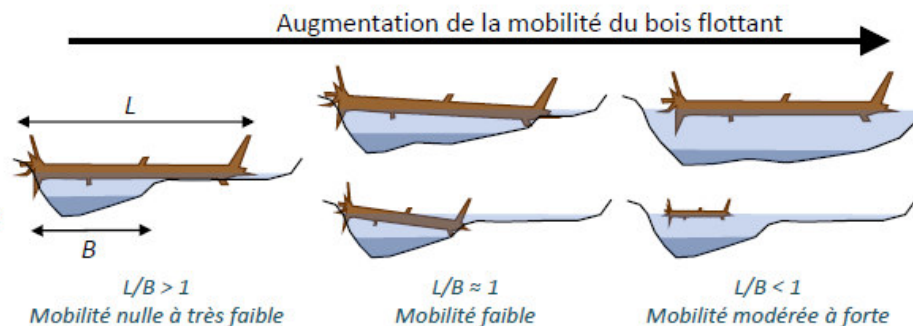 Augmentation de la mobilité du bois flottant
L
B
L/B > 1
Mobilité nulle à très faible
L/B ≈ 1
Mobilité faible
L/B < 1
Mobilité modérée à forte